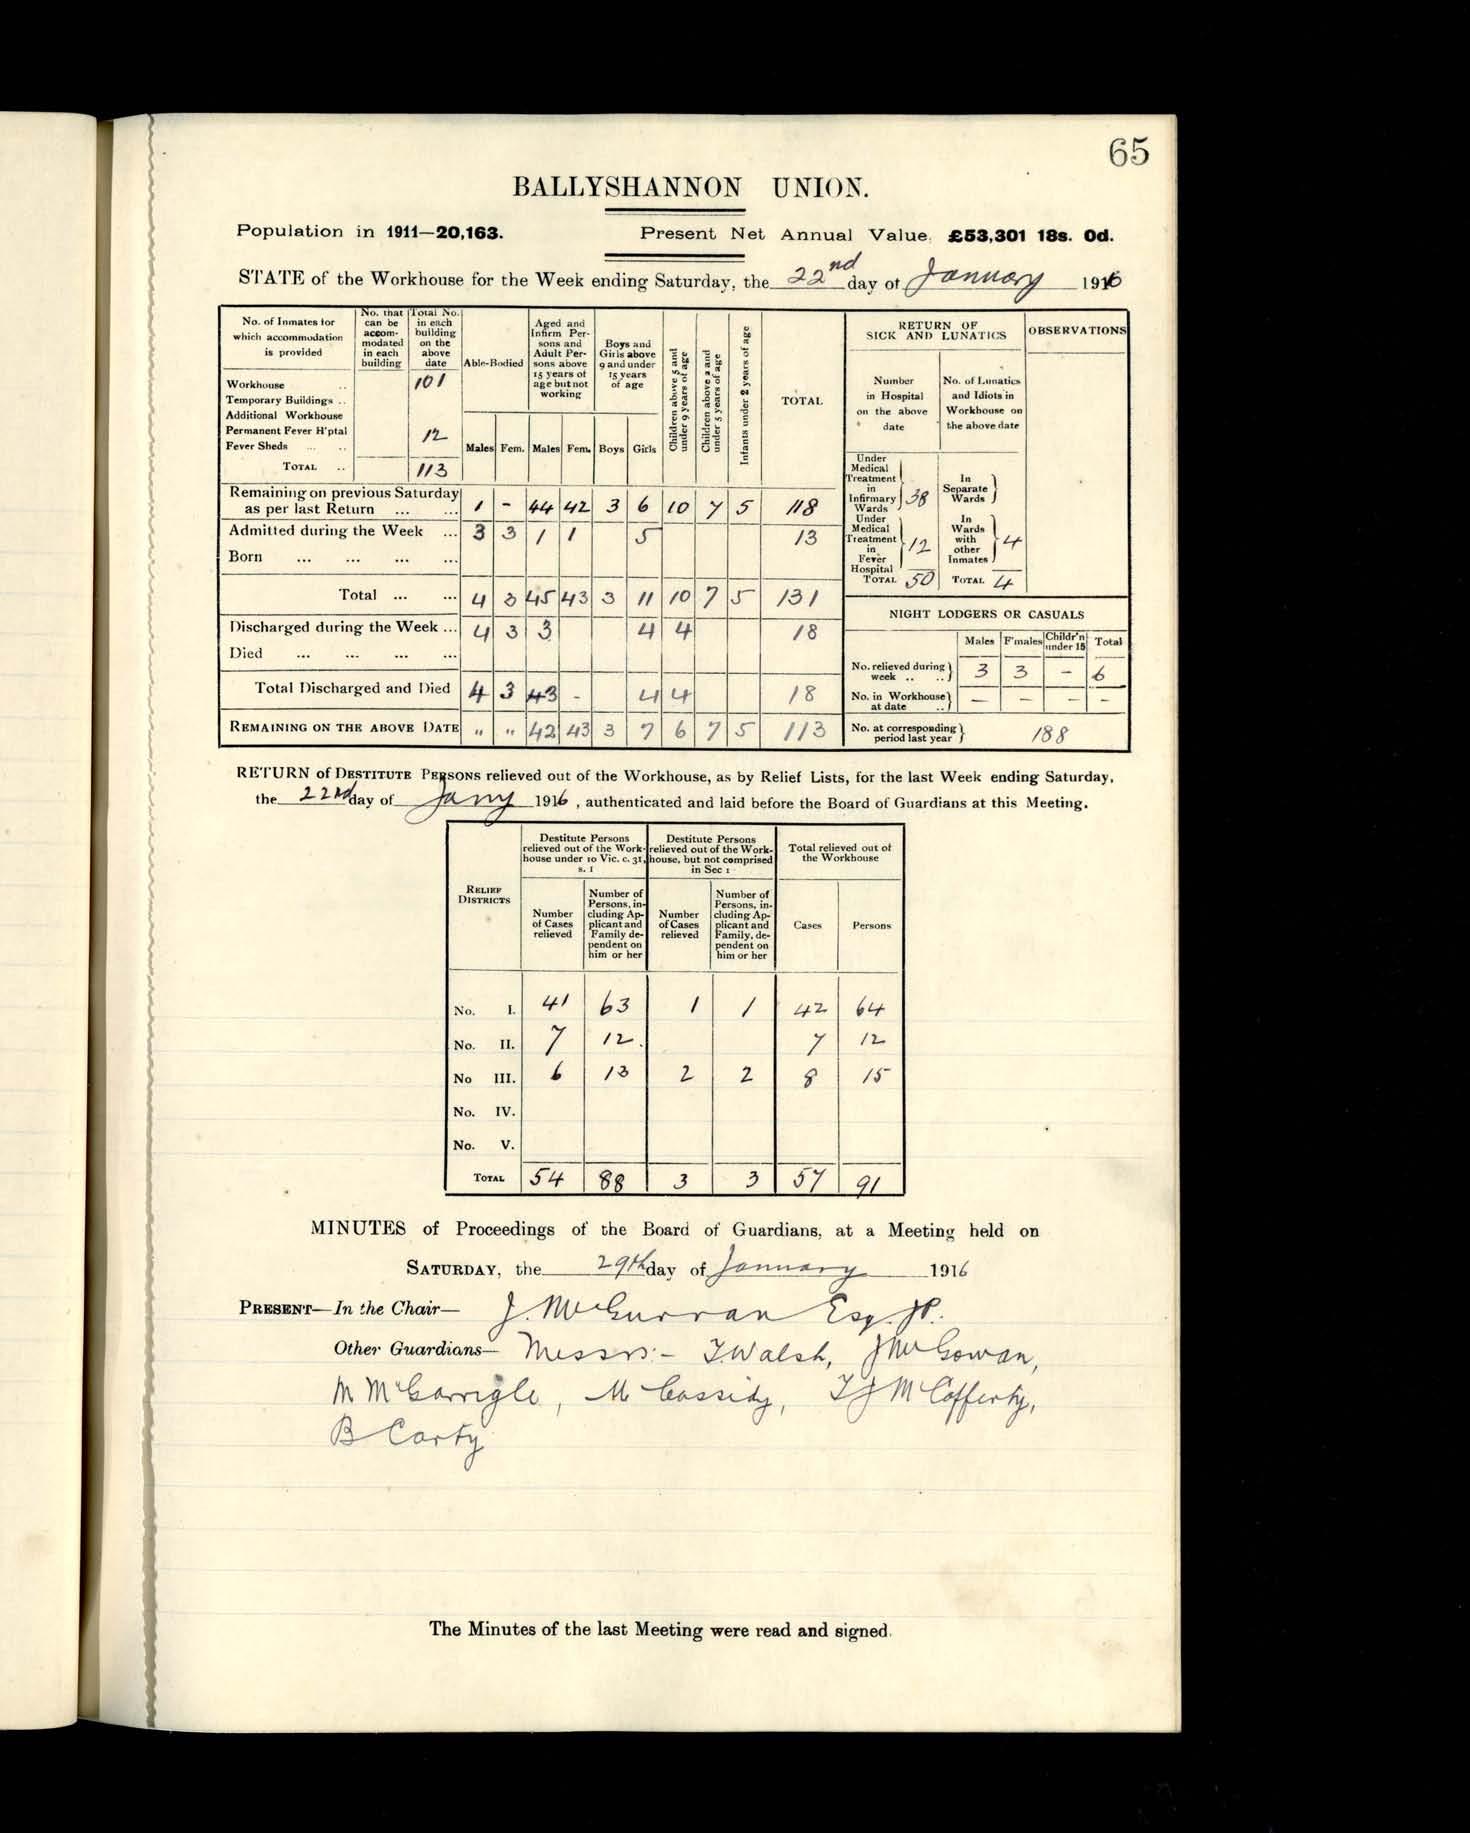 65
BALLYSHANNON UNION.
Population in 1911—20,163. Present Net Annual Value, £53,301 18s. 0d.
STATE of the Workhouse for the Week ending Saturday, the 22nd day of January 1916
No. of Inmates for which accommodation is provided
No. that can be accommodated in each building
Total No. in each building on the above date
Able-Bodied
Aged and Infirm Persons and Adult Persons above 15 years of age but not working
Boys and Girls above 9 and under 15 years of age
Children above 5 and under 9 years of age
Children above 2 and under 5 years of age
Infants under 2 years of age
TOTAL
Males Fem. Males Fem. Boys Girls
Workhouse .. 101
Temporary Buildings ..
Additional Workhouse
Permanent Fever H'ptal 12
Fever Sheds ... ..
TOTAL .. 113
Remaining on previous Saturday as per last Return ... ... 1 - 44 42 3 6 10 7 5 118
Admitted during the Week ... 3 3 1 1 5 13
Born ... ... ... ...
Total ... ... 4 3 45 43 3 11 10 7 5 131
Discharged during the Week ... 4 3 3 4 4 18
Died ... ... ... ...
Total Discharged and Died 4 3 3 - 4 4 18
REMAINING ON THE ABOVE DATE " " 42 43 3 7 6 7 5 113
RETURN OF SICK AND LUNATICS
OBSERVATIONS
Number in Hospital on the above date
No. of Lunatics and Idiots in Workhouse on the above date
Under Medical Treatment in Infirmary Wards 38
In Separate Wards
Under Medical Treatment in Fever Hospital 12
In Wards with other Inmates 4
TOTAL 50 TOTAL 4
NIGHT LODGERS OR CASUALS
Males F'males Childr'n under 15 Total
No. relieved during week .. .. 3 3 – 6
No. in Workhouse at date .. – – – –
No. at corresponding period last year 188
RETURN of DESTITUTE PERSONS relieved out of the Workhouse, as by Relief Lists, for the last Week ending Saturday,
the 22nd day of Jany 1916, authenticated and laid before the Board of Guardians at this Meeting.
RELIEF DISTRICTS
Destitute Persons relieved out of the Workhouse under 10 Vic. c. 31, s. 1
Destitute Persons relieved out of the Workhouse, but not comprised in Sec 1
Total relieved out of the Workhouse
Number of Cases relieved
Number of Persons, including Applicant and Family dependent on him or her
Number of Cases relieved
Number of Persons, including Applicant and Family, dependent on him or her
Cases
Persons
No. I. 41 63 1 1 42 64
No. II. 7 12. 7 12
No III. 6 13 2 2 8 15
No. IV.
No. V.
TOTAL 54 88 3 3 57 91
MINUTES of Proceedings of the Board of Guardians, at a Meeting held on
SATURDAY, the 29th day of January 1916
PRESENT—In the Chair— J. McGurran Esq. JP.
Other Guardians— Messrs:– T. Walsh, J McGowan,
M McGarrigle, M Cassidy, T J McCafferty,
B Carty
The Minutes of the last Meeting were read and signed.